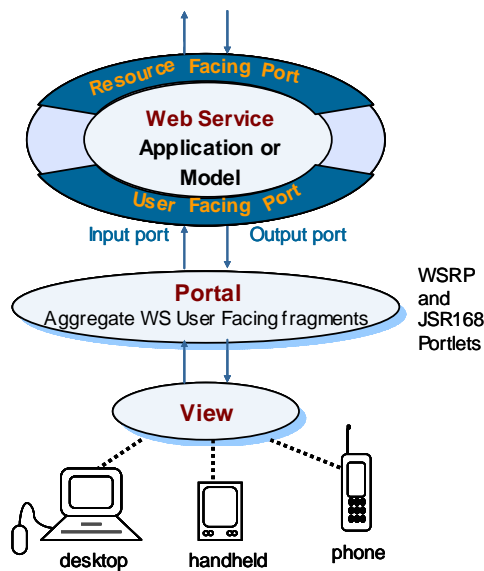 Resource Facing Port
Web Service
Application or
Model
User Facing Port
Input port
Output port
Portal
Aggregate WS User Facing fragments
WSRP
and
JSR168
Portlets
View
desktop
handheld
phone